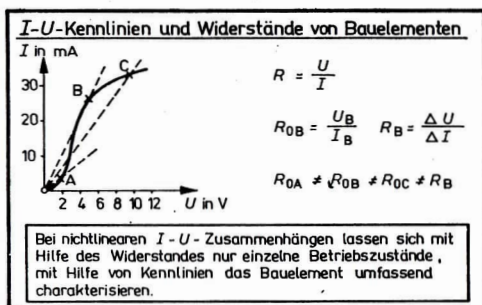 I-U-Kennlinien und Widerstände von Bauelementen
I in mA
30
20
10
0
A
B
C
2 4 6 8 10 12 U in V
R = U/I
R0B = UB/IB RB = ΔU/ΔI
R0A ≠ R0B ≠ R0C ≠ RB
Bei nichtlinearen I-U-Zusammenhängen lassen sich mit
Hilfe des Widerstandes nur einzelne Betriebszustände,
mit Hilfe von Kennlinien das Bauelement umfassend
charakterisieren.